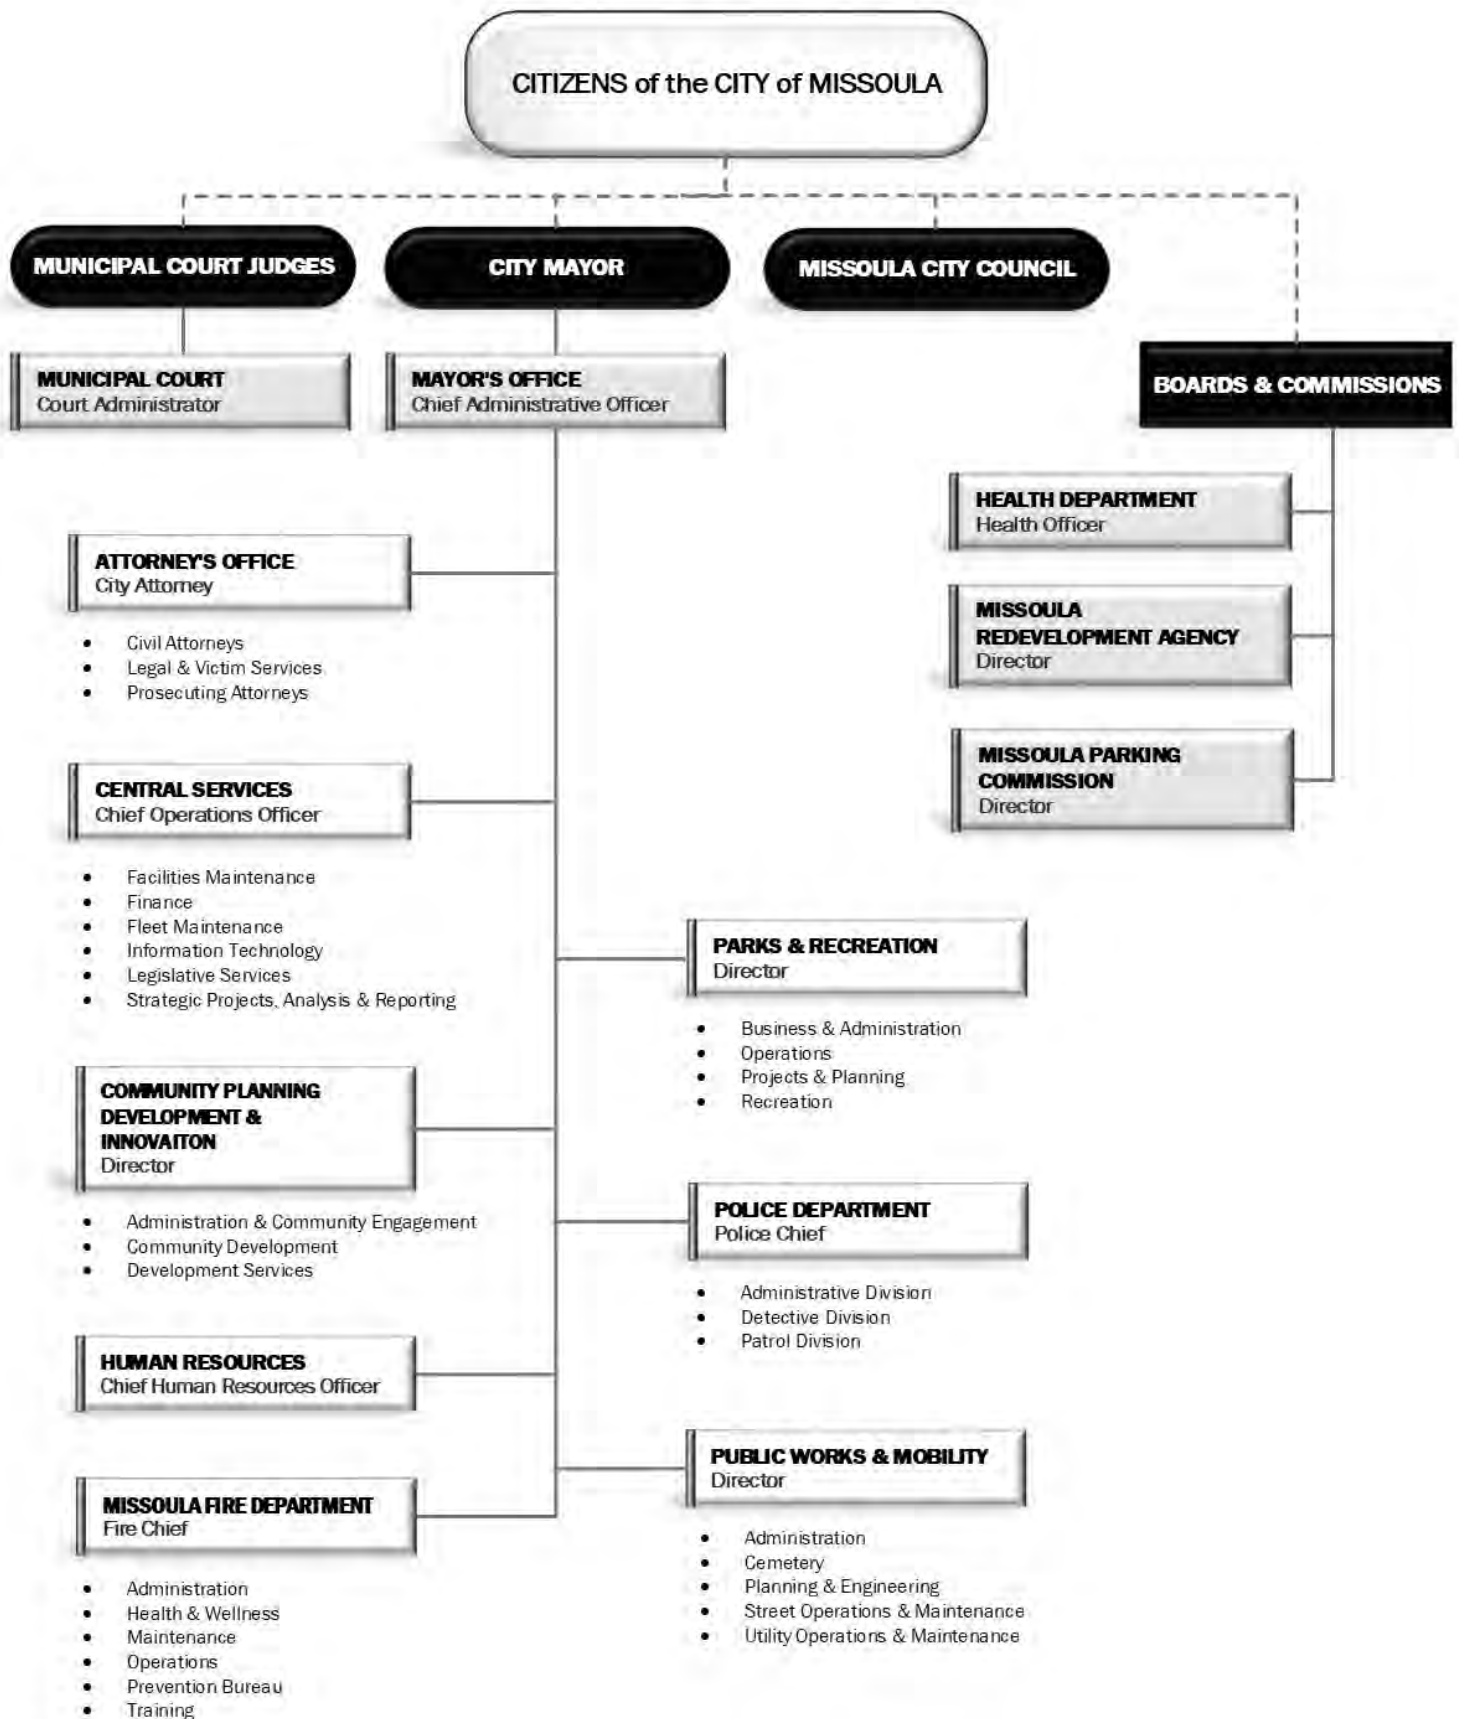 CITIZENS of the CITY of MISSOULA
MUNICIPAL COURT JUDGES
CITY MAYOR
MISSOULA CITY COUNCIL
MUNICIPAL COURT
Court Administrator
MAYOR'S OFFICE
Chief Administrative Officer
BOARDS & COMMISSIONS
HEALTH DEPARTMENT
Health Officer
MISSOULA
REDEVELOPMENT AGENCY
Director
MISSOULA PARKING
COMMISSION
Director
ATTORNEY'S OFFICE
City Attorney
• Civil Attorneys
• Legal & Victim Services
• Prosecuting Attorneys
CENTRAL SERVICES
Chief Operations Officer
• Facilities Maintenance
• Finance
• Fleet Maintenance
• Information Technology
• Legislative Services
• Strategic Projects, Analysis & Reporting
COMMUNITY PLANNING
DEVELOPMENT &
INNOVAITON
Director
• Administration & Community Engagement
• Community Development
• Development Services
HUMAN RESOURCES
Chief Human Resources Officer
MISSOULA FIRE DEPARTMENT
Fire Chief
• Administration
• Health & Wellness
• Maintenance
• Operations
• Prevention Bureau
• Training
PARKS & RECREATION
Director
• Business & Administration
• Operations
• Projects & Planning
• Recreation
POLICE DEPARTMENT
Police Chief
• Administrative Division
• Detective Division
• Patrol Division
PUBLIC WORKS & MOBILITY
Director
• Administration
• Cemetery
• Planning & Engineering
• Street Operations & Maintenance
• Utility Operations & Maintenance